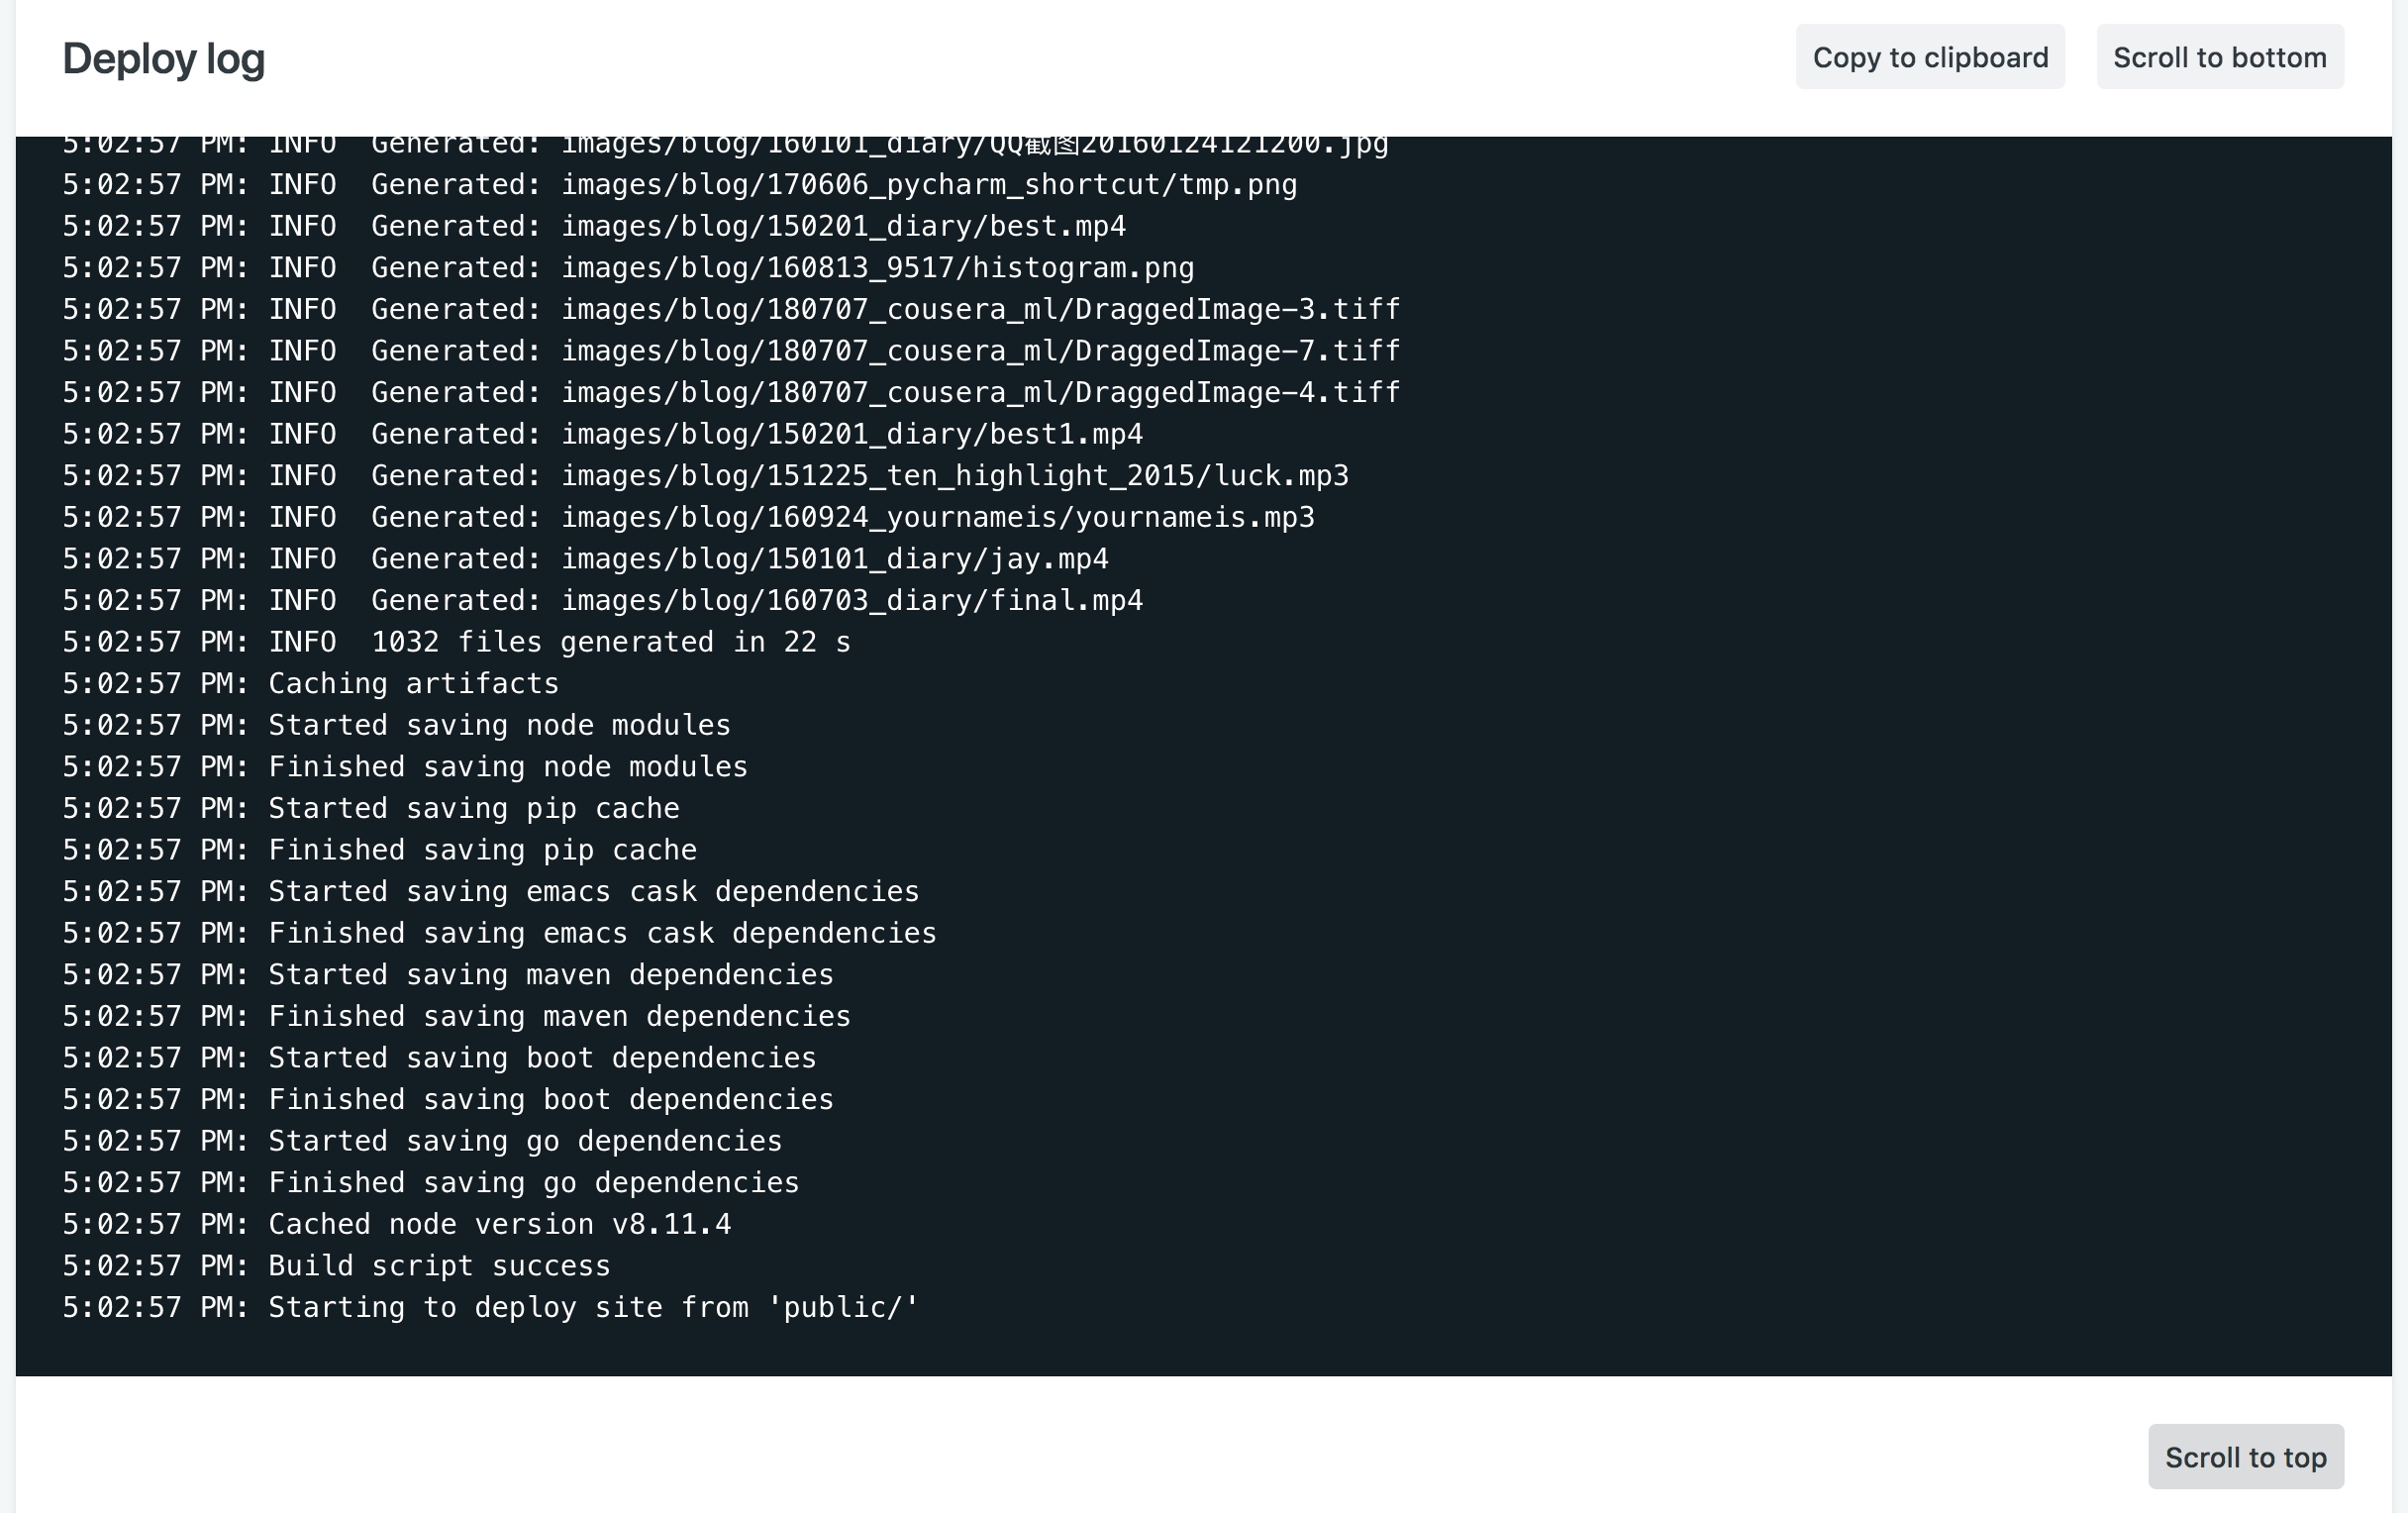 Deploy log
Copy to clipboard
Scroll to bottom
5:02:57 PM: INFO  Generated: images/blog/160101_diary/QQ截图20160124121200.jpg
5:02:57 PM: INFO  Generated: images/blog/170606_pycharm_shortcut/tmp.png
5:02:57 PM: INFO  Generated: images/blog/150201_diary/best.mp4
5:02:57 PM: INFO  Generated: images/blog/160813_9517/histogram.png
5:02:57 PM: INFO  Generated: images/blog/180707_cousera_ml/DraggedImage-3.tiff
5:02:57 PM: INFO  Generated: images/blog/180707_cousera_ml/DraggedImage-7.tiff
5:02:57 PM: INFO  Generated: images/blog/180707_cousera_ml/DraggedImage-4.tiff
5:02:57 PM: INFO  Generated: images/blog/150201_diary/best1.mp4
5:02:57 PM: INFO  Generated: images/blog/151225_ten_highlight_2015/luck.mp3
5:02:57 PM: INFO  Generated: images/blog/160924_yournameis/yournameis.mp3
5:02:57 PM: INFO  Generated: images/blog/150101_diary/jay.mp4
5:02:57 PM: INFO  Generated: images/blog/160703_diary/final.mp4
5:02:57 PM: INFO  1032 files generated in 22 s
5:02:57 PM: Caching artifacts
5:02:57 PM: Started saving node modules
5:02:57 PM: Finished saving node modules
5:02:57 PM: Started saving pip cache
5:02:57 PM: Finished saving pip cache
5:02:57 PM: Started saving emacs cask dependencies
5:02:57 PM: Finished saving emacs cask dependencies
5:02:57 PM: Started saving maven dependencies
5:02:57 PM: Finished saving maven dependencies
5:02:57 PM: Started saving boot dependencies
5:02:57 PM: Finished saving boot dependencies
5:02:57 PM: Started saving go dependencies
5:02:57 PM: Finished saving go dependencies
5:02:57 PM: Cached node version v8.11.4
5:02:57 PM: Build script success
5:02:57 PM: Starting to deploy site from 'public/'
Scroll to top